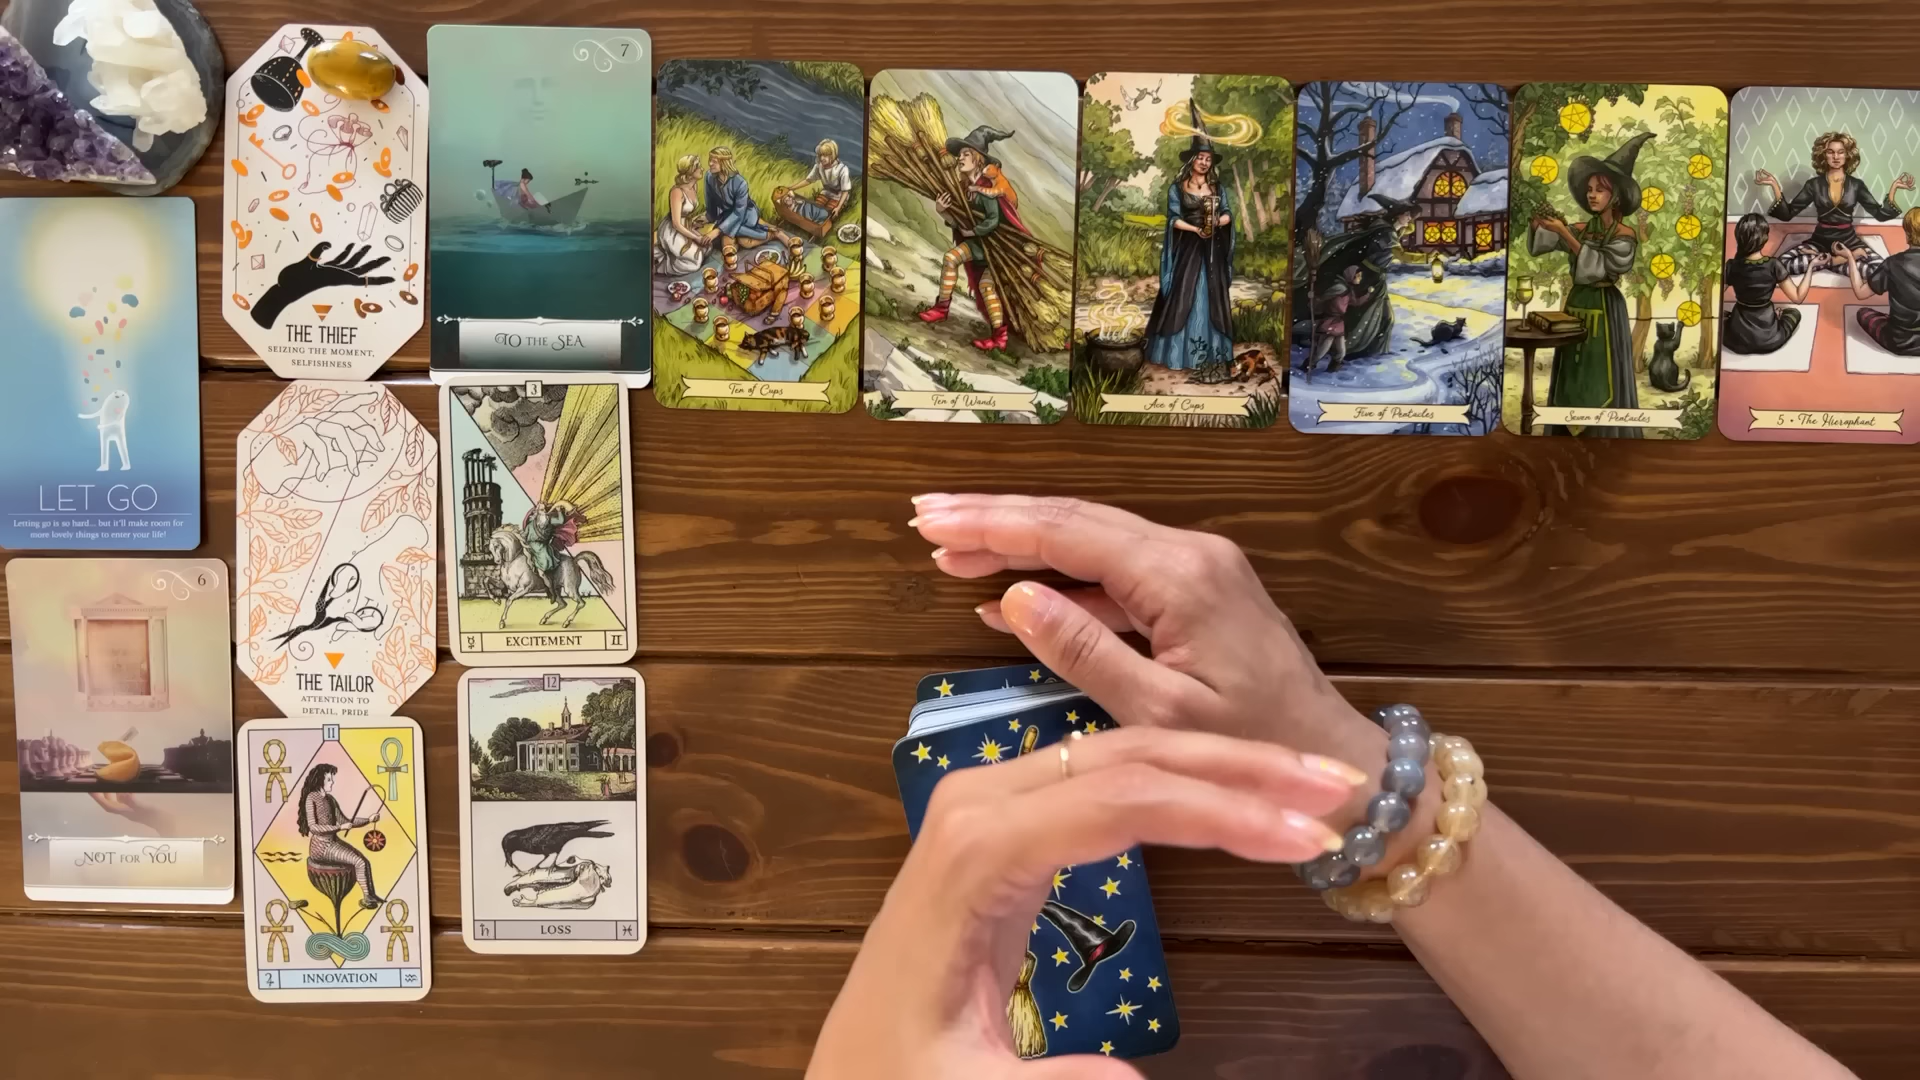 THE THIEF
SEIZING THE MOMENT,
SELFISHNESS
7
TO THE SEA
Ten of Cups
Ten of Wands
Ace of Cups
Five of Pentacles
Seven of Pentacles
5 • The Hierophant
LET GO
Letting go is so hard... but it'll make room for
more lovely things to enter your life!
THE TAILOR
ATTENTION TO
DETAIL, PRIDE
3
EXCITEMENT
6
NOT FOR YOU
11
INNOVATION
12
LOSS